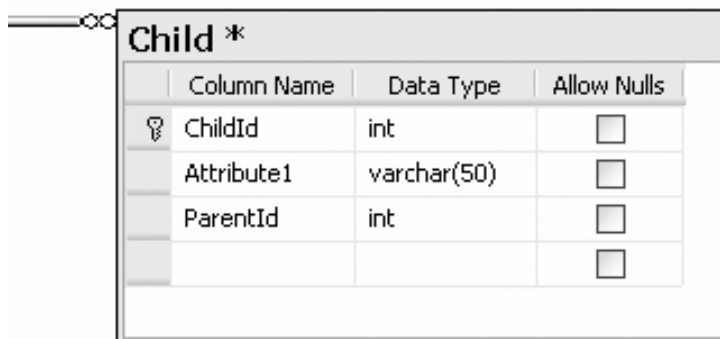 Child *
Column Name Data Type Allow Nulls
ChildId int
Attribute1 varchar(50)
ParentId int